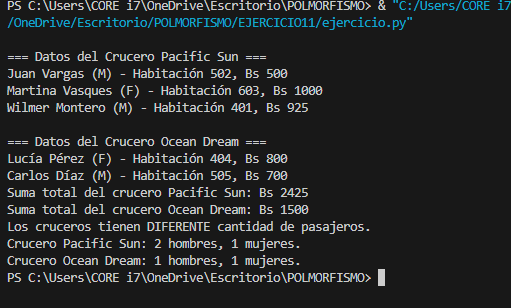 PS C:\Users\CORE i7\OneDrive\Escritorio\POLMORFISMO> & "C:/Users/CORE i7
/OneDrive/Escritorio/POLMORFISMO/EJERCICIO11/ejercicio.py"
=== Datos del Crucero Pacific Sun ===
Juan Vargas (M) - Habitación 502, Bs 500
Martina Vasques (F) - Habitación 603, Bs 1000
Wilmer Montero (M) - Habitación 401, Bs 925
=== Datos del Crucero Ocean Dream ===
Lucía Pérez (F) - Habitación 404, Bs 800
Carlos Díaz (M) - Habitación 505, Bs 700
Suma total del crucero Pacific Sun: Bs 2425
Suma total del crucero Ocean Dream: Bs 1500
Los cruceros tienen DIFERENTE cantidad de pasajeros.
Crucero Pacific Sun: 2 hombres, 1 mujeres.
Crucero Ocean Dream: 1 hombres, 1 mujeres.
PS C:\Users\CORE i7\OneDrive\Escritorio\POLMORFISMO>